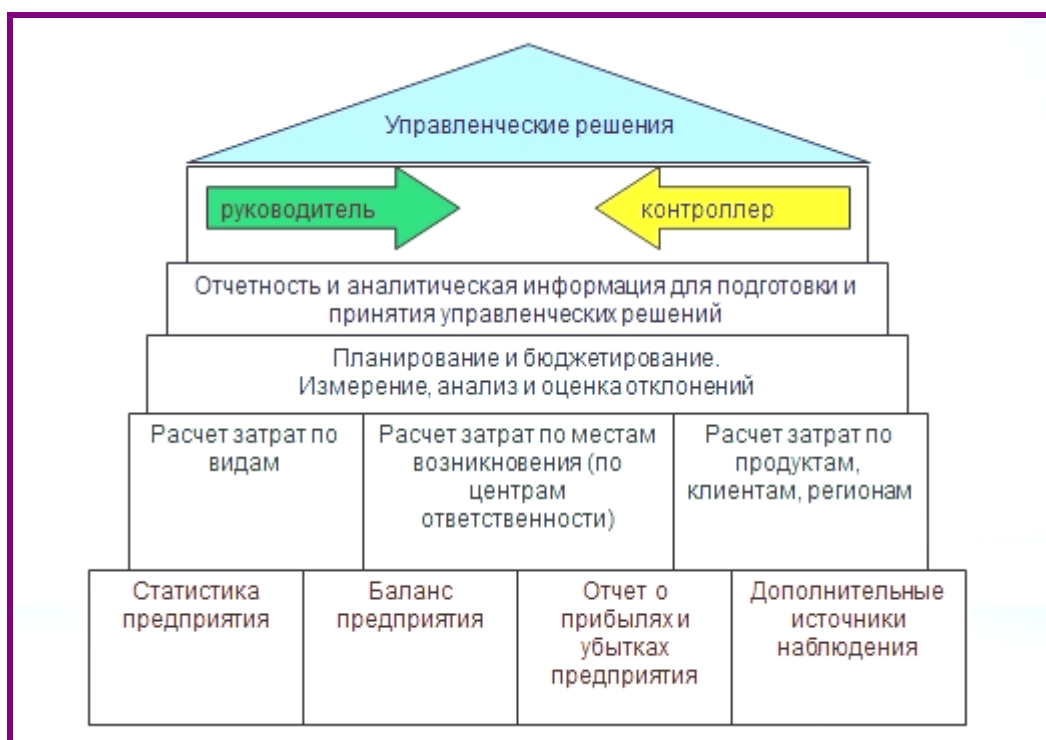 Управленческие решения
руководитель
контроллер
Отчетность и аналитическая информация для подготовки и
принятия управленческих решений
Планирование и бюджетирование.
Измерение, анализ и оценка отклонений
Расчет затрат по
видам
Расчет затрат по местам
возникновения (по
центрам
ответственности)
Расчет затрат по
продуктам,
клиентам, регионам
Статистика
предприятия
Баланс
предприятия
Отчет о
прибылях и
убытках
предприятия
Дополнительные
источники
наблюдения